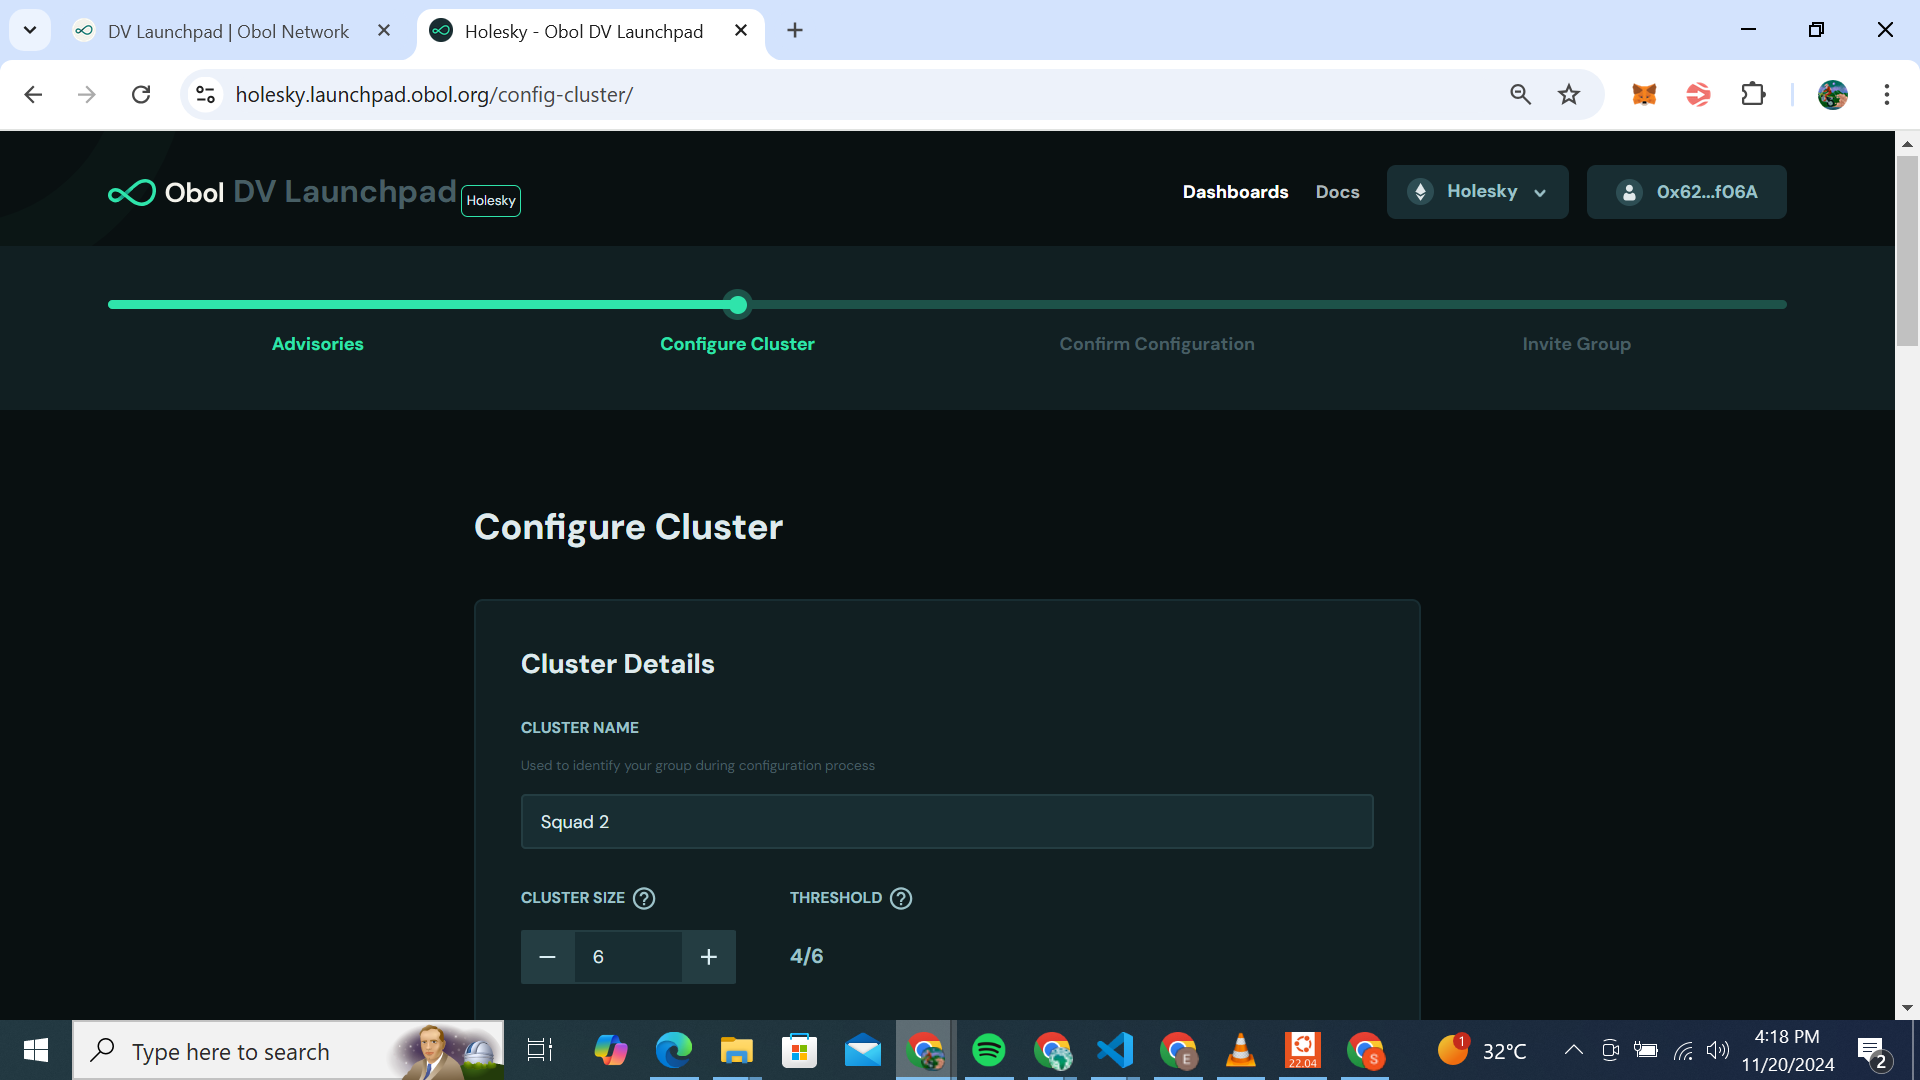 DV Launchpad | Obol Network
Holesky - Obol DV Launchpad
holesky.launchpad.obol.org/config-cluster/
Obol DV Launchpad Holesky
Dashboards Docs Holesky 0x62...f06A
Advisories Configure Cluster Confirm Configuration Invite Group
Configure Cluster
Cluster Details
CLUSTER NAME
Used to identify your group during configuration process
Squad 2
CLUSTER SIZE ? THRESHOLD ?
− 6 + 4/6
Type here to search
E
22.04
S
1
32°C
4:18 PM
11/20/2024
2